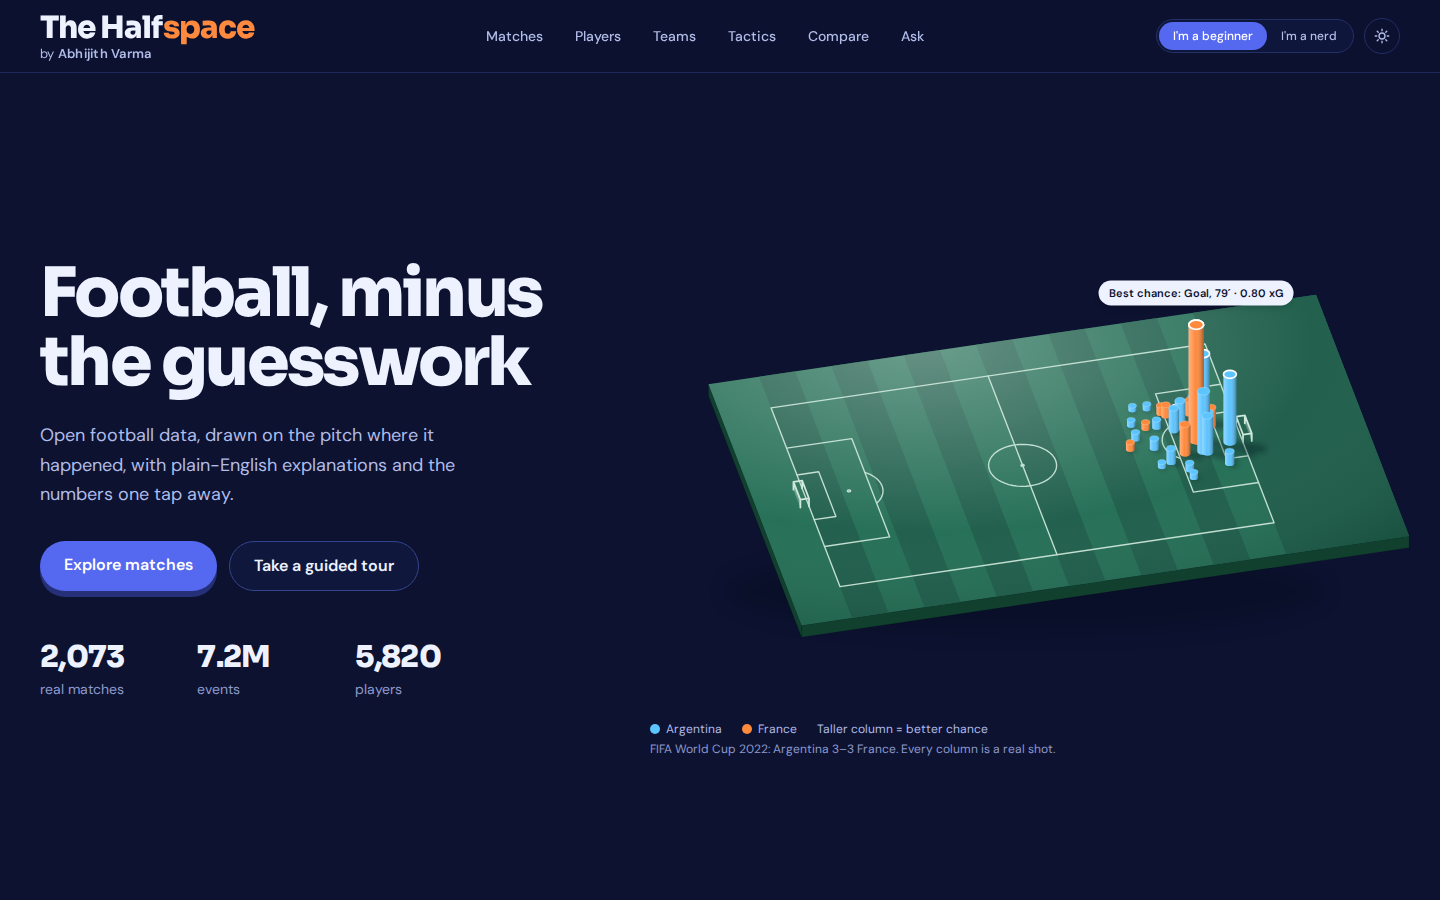 The Halfspace
by Abhijith Varma
Matches
Players
Teams
Tactics
Compare
Ask
I'm a beginner
I'm a nerd
Football, minus
the guesswork
Open football data, drawn on the pitch where it
happened, with plain-English explanations and the
numbers one tap away.
Explore matches
Take a guided tour
2,073
real matches
7.2M
events
5,820
players
Best chance: Goal, 79' · 0.80 xG
Argentina
France
Taller column = better chance
FIFA World Cup 2022: Argentina 3–3 France. Every column is a real shot.